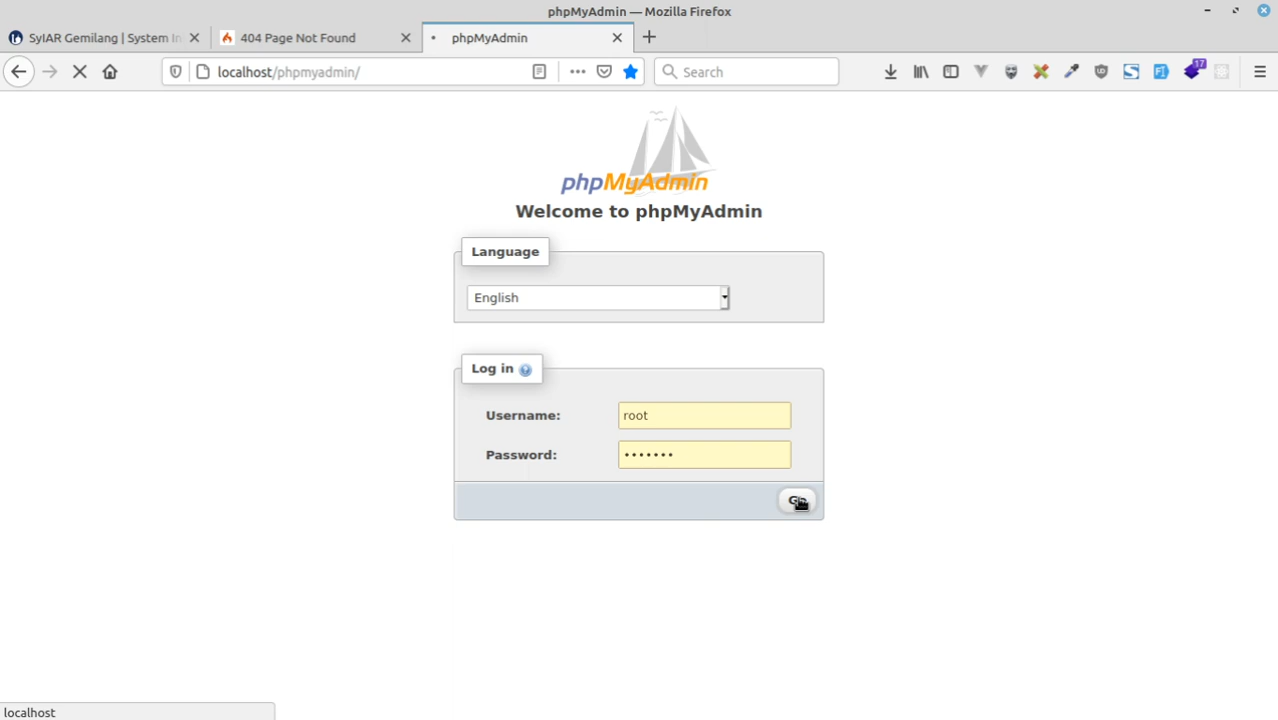 phpMyAdmin — Mozilla Firefox
SyIAR Gemilang | System In
404 Page Not Found
phpMyAdmin
localhost/phpmyadmin/
Search
17
phpMyAdmin
Welcome to phpMyAdmin
Language
English
Log in
Username:
root
Password:
localhost